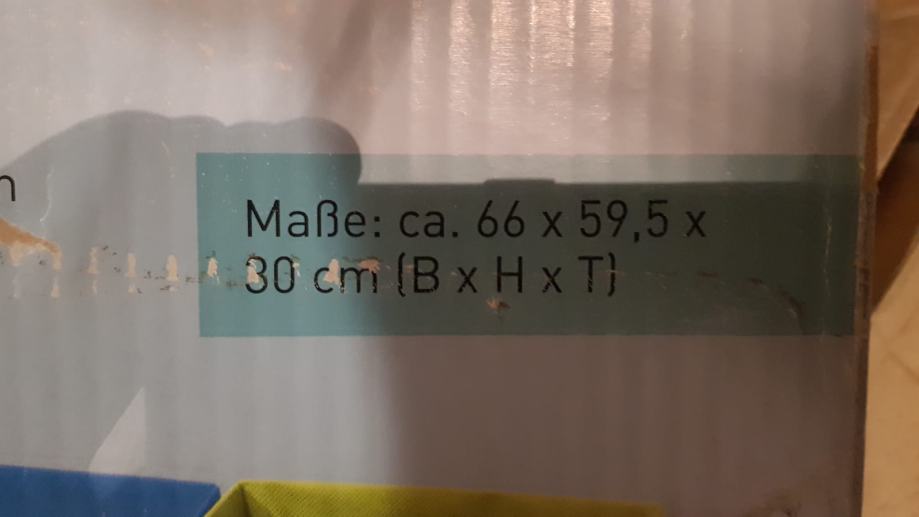 n
Maße: ca. 66 x 59,5 x
30 cm (B x H x T)